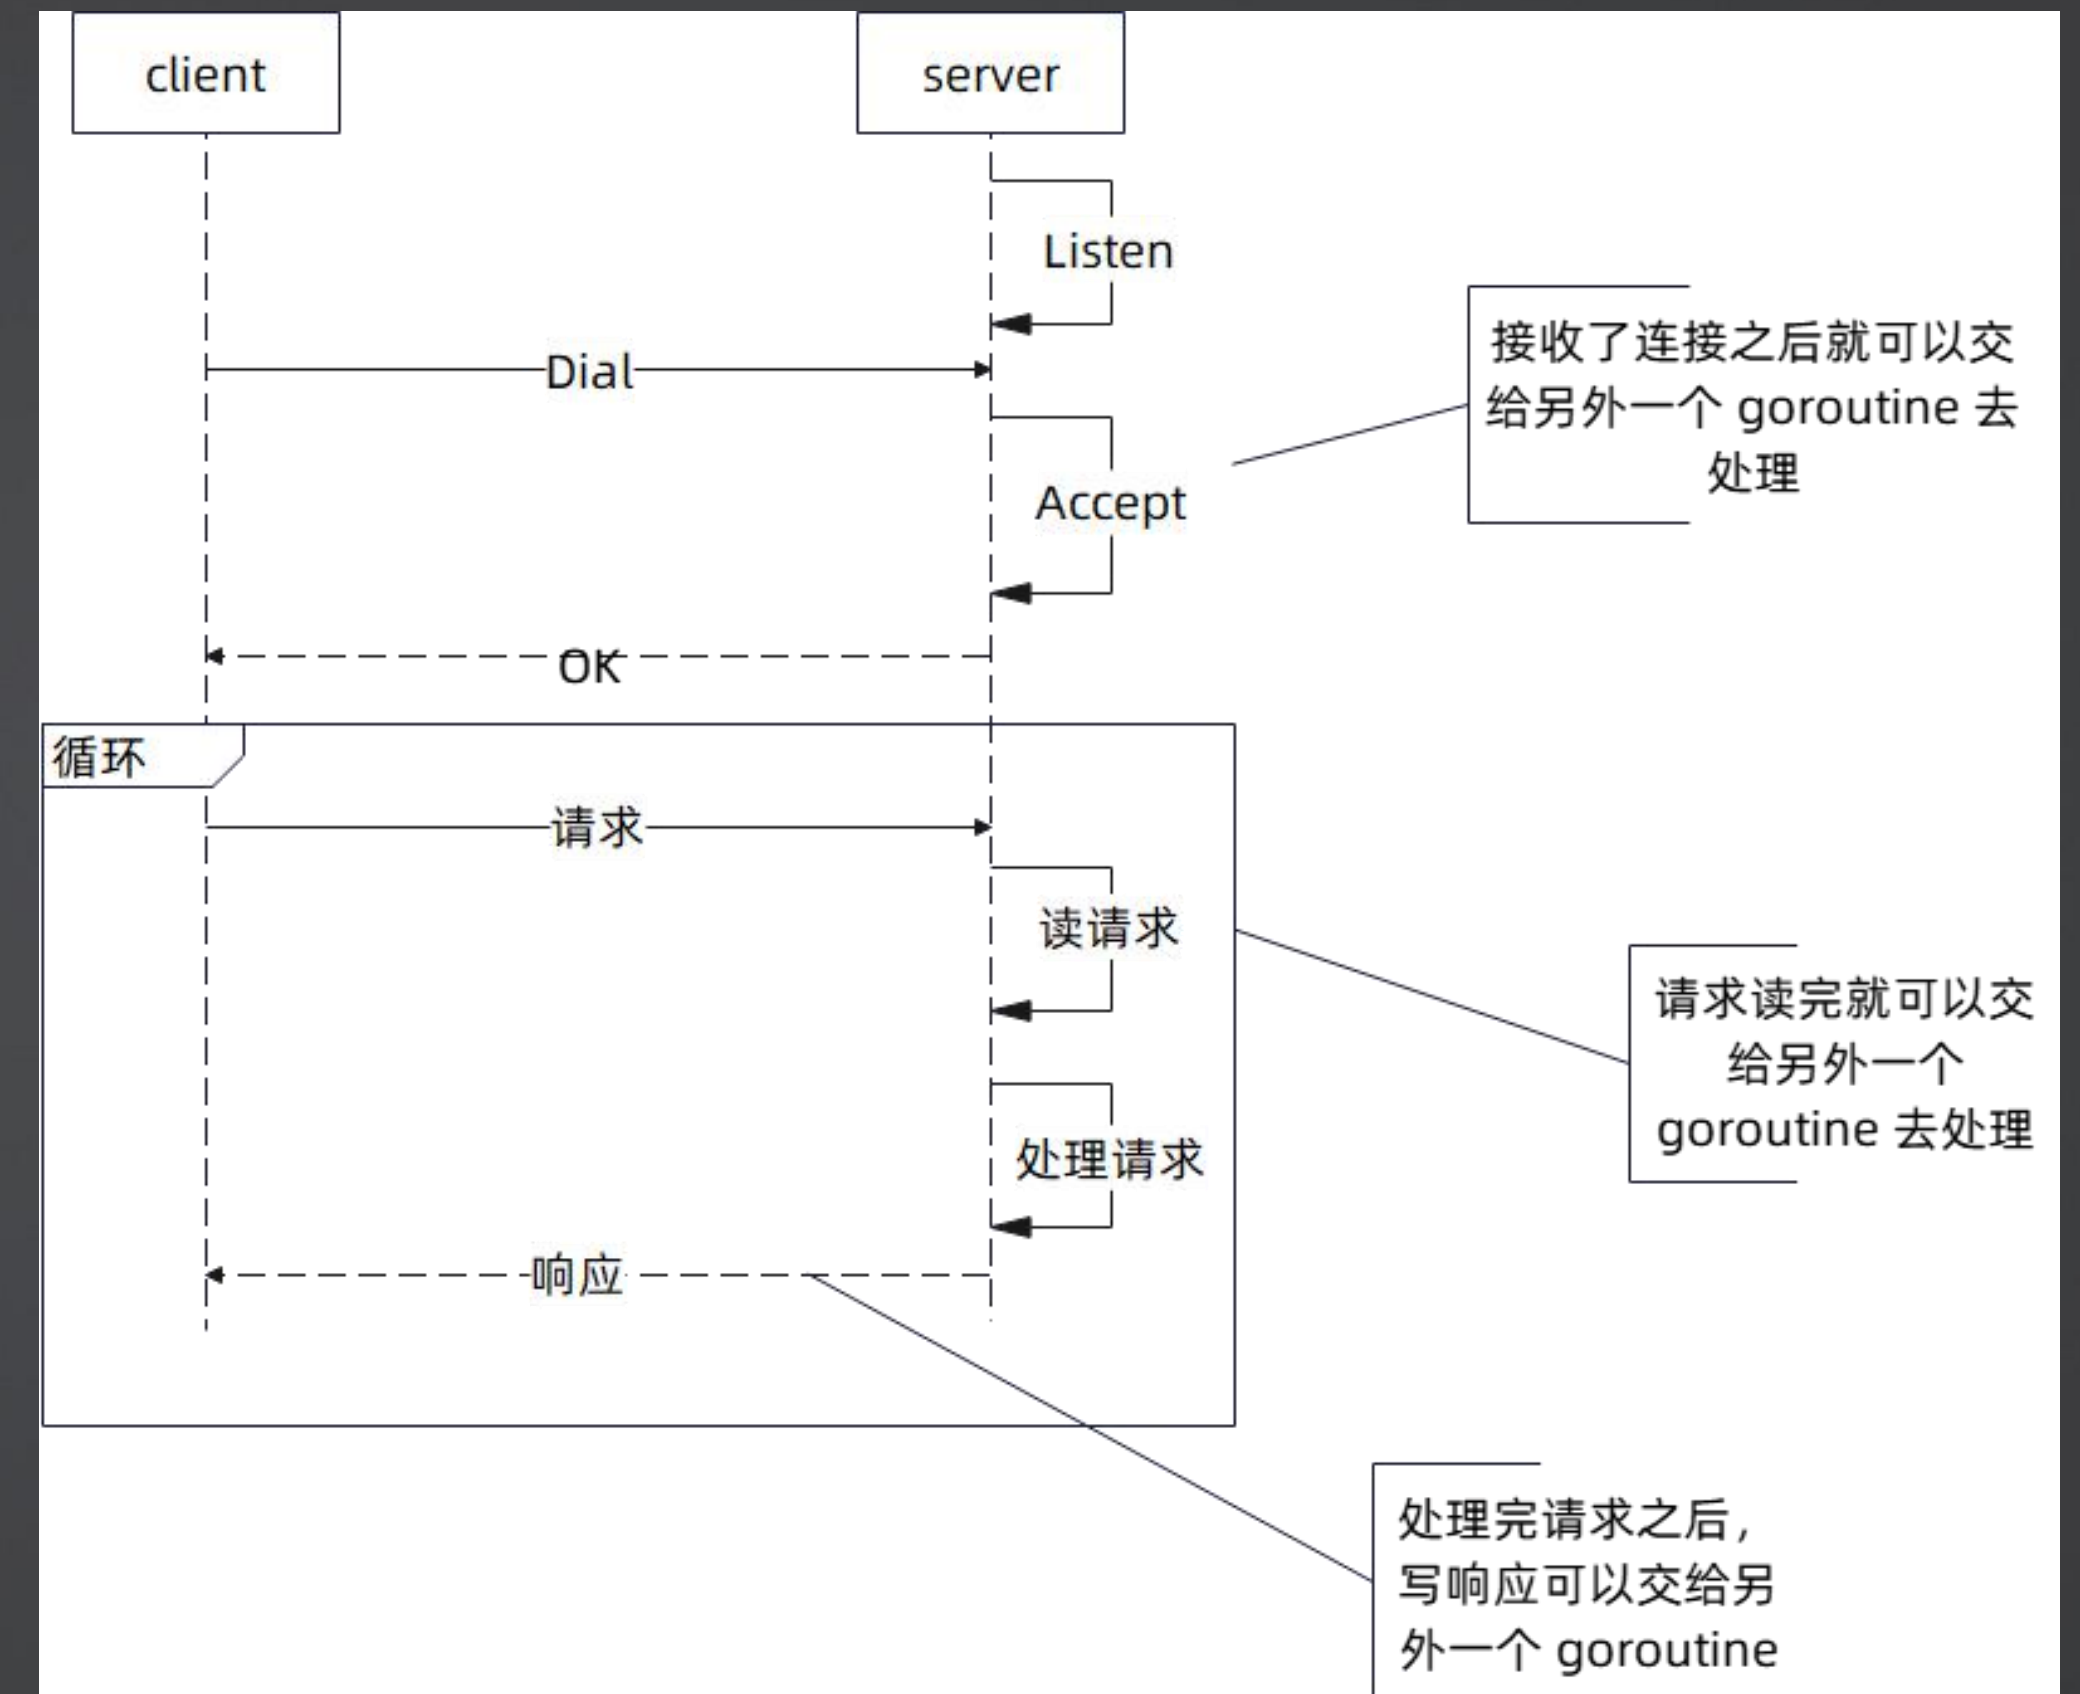 client
server
Listen
Dial
接收了连接之后就可以交
给另外一个 goroutine 去
处理
Accept
OK
循环
请求
读请求
请求读完就可以交
给另外一个
goroutine 去处理
处理请求
响应
处理完请求之后，
写响应可以交给另
外一个 goroutine